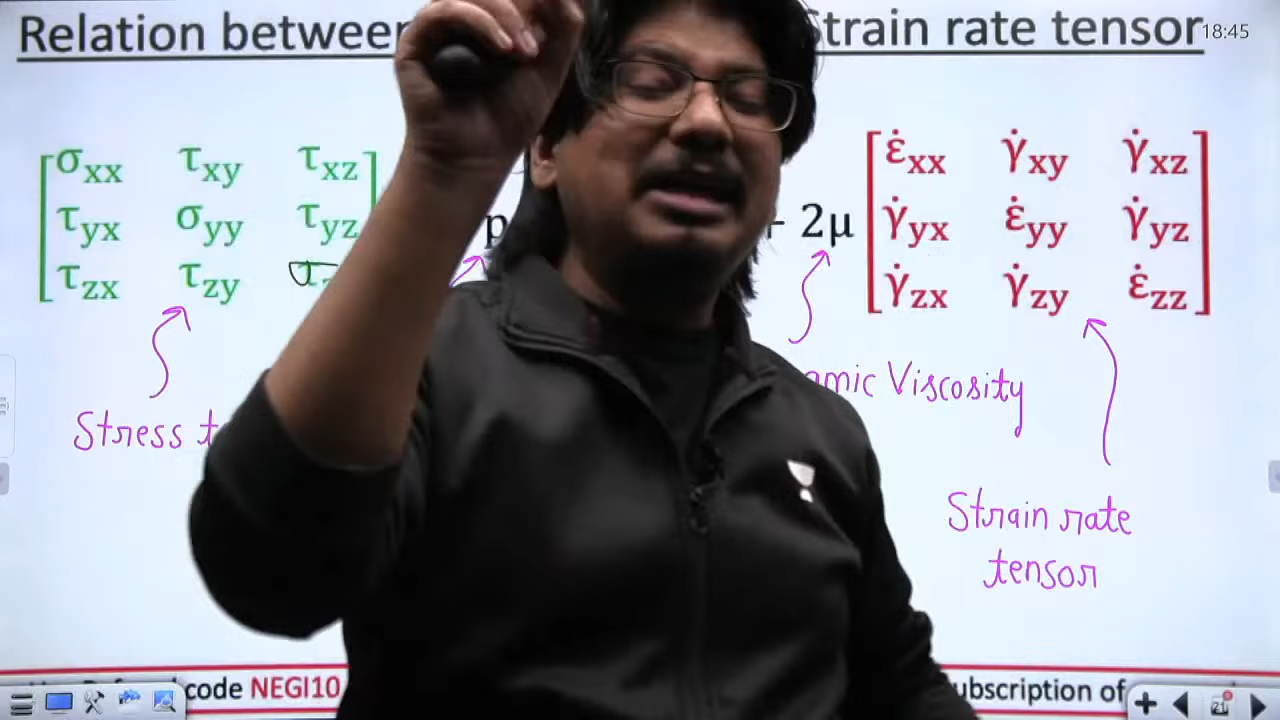 Relation between Strain rate tensor 18:45
σxx τxy τxz
τyx σyy τyz
τzx τzy σ
p + 2μ
ε̇xx γ̇xy γ̇xz
γ̇yx ε̇yy γ̇yz
γ̇zx γ̇zy ε̇zz
Stress
Viscosity
Strain rate
tensor
code NEGI10
of
21